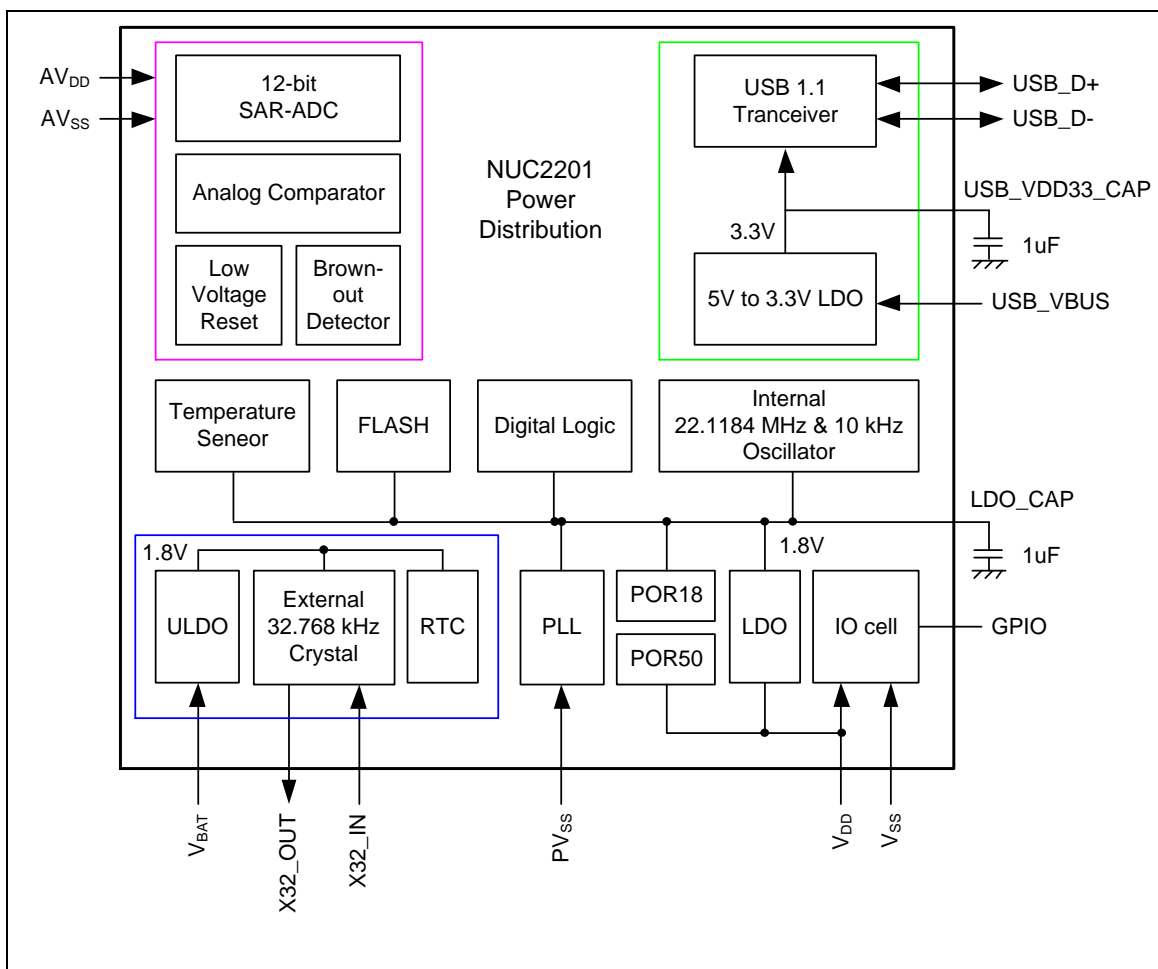 AVDD
AVSS
12-bit
SAR-ADC
Analog Comparator
Low
Voltage
Reset
Brown-
out
Detector
NUC2201
Power
Distribution
USB 1.1
Tranceiver
USB_D+
USB_D-
USB_VDD33_CAP
1uF
3.3V
5V to 3.3V LDO
USB_VBUS
Temperature
Seneor
FLASH
Digital Logic
Internal
22.1184 MHz & 10 kHz
Oscillator
LDO_CAP
1uF
1.8V
ULDO
External
32.768 kHz
Crystal
RTC
PLL
POR18
POR50
1.8V
LDO
IO cell
GPIO
VBAT
X32_OUT
X32_IN
PVSS
VDD
VSS